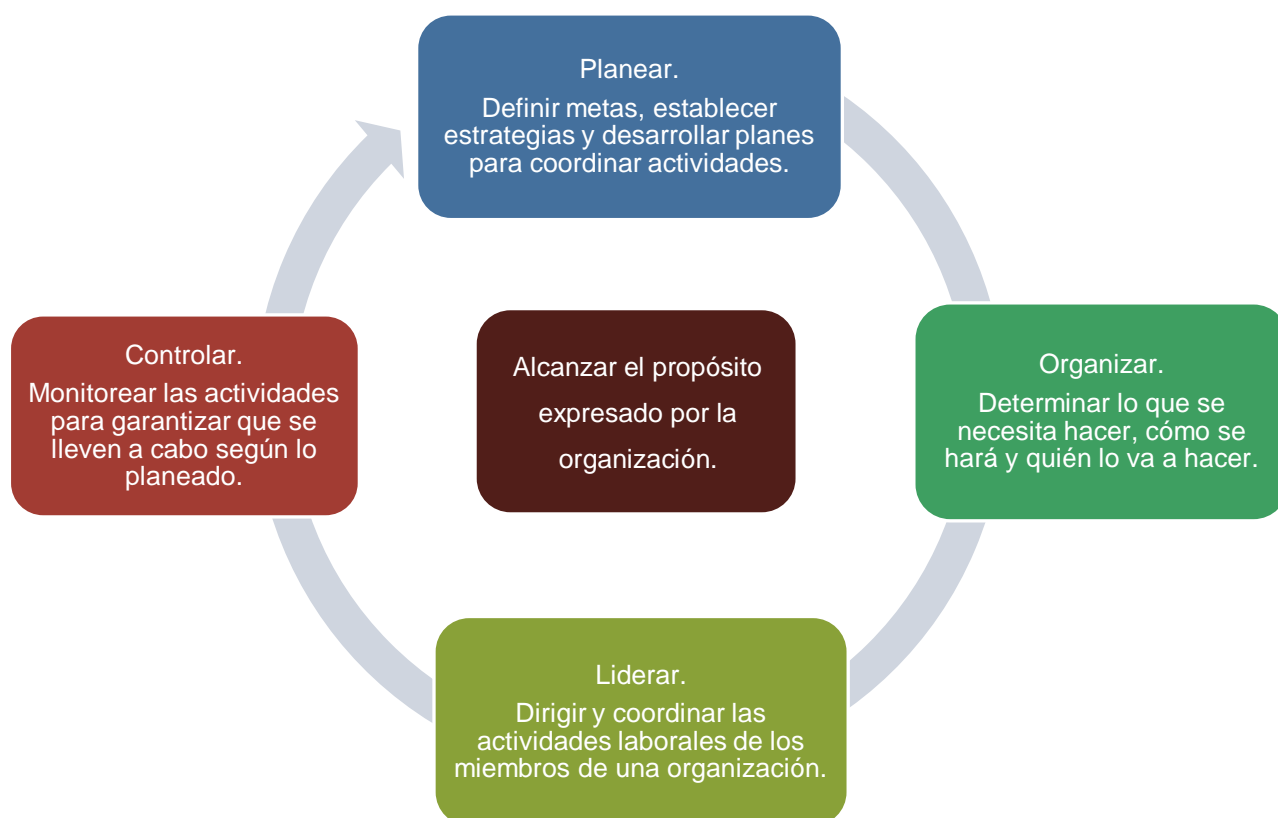 Planear.
Definir metas, establecer
estrategias y desarrollar planes
para coordinar actividades.
Organizar.
Determinar lo que se
necesita hacer, cómo se
hará y quién lo va a hacer.
Liderar.
Dirigir y coordinar las
actividades laborales de los
miembros de una organización.
Controlar.
Monitorear las actividades
para garantizar que se
lleven a cabo según lo
planeado.
Alcanzar el propósito
expresado por la
organización.